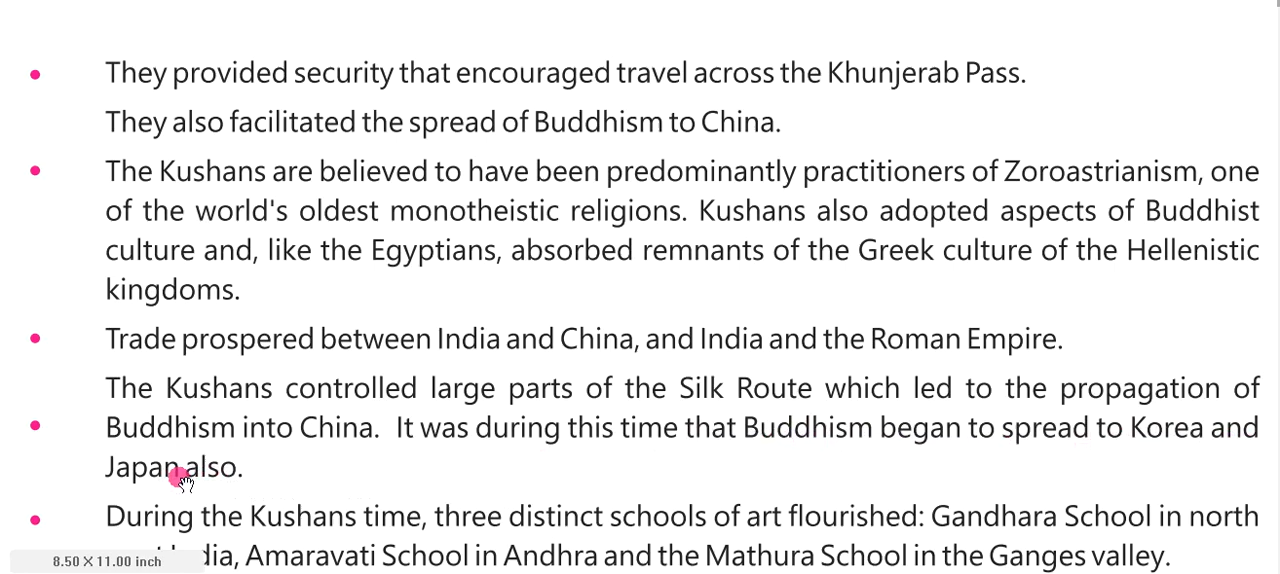 They provided security that encouraged travel across the Khunjerab Pass.
They also facilitated the spread of Buddhism to China.
The Kushans are believed to have been predominantly practitioners of Zoroastrianism, one
of the world's oldest monotheistic religions. Kushans also adopted aspects of Buddhist
culture and, like the Egyptians, absorbed remnants of the Greek culture of the Hellenistic
kingdoms.
Trade prospered between India and China, and India and the Roman Empire.
The Kushans controlled large parts of the Silk Route which led to the propagation of
Buddhism into China. It was during this time that Buddhism began to spread to Korea and
Japan also.
During the Kushans time, three distinct schools of art flourished: Gandhara School in north
dia, Amaravati School in Andhra and the Mathura School in the Ganges valley.
8.50 X 11.00 inch